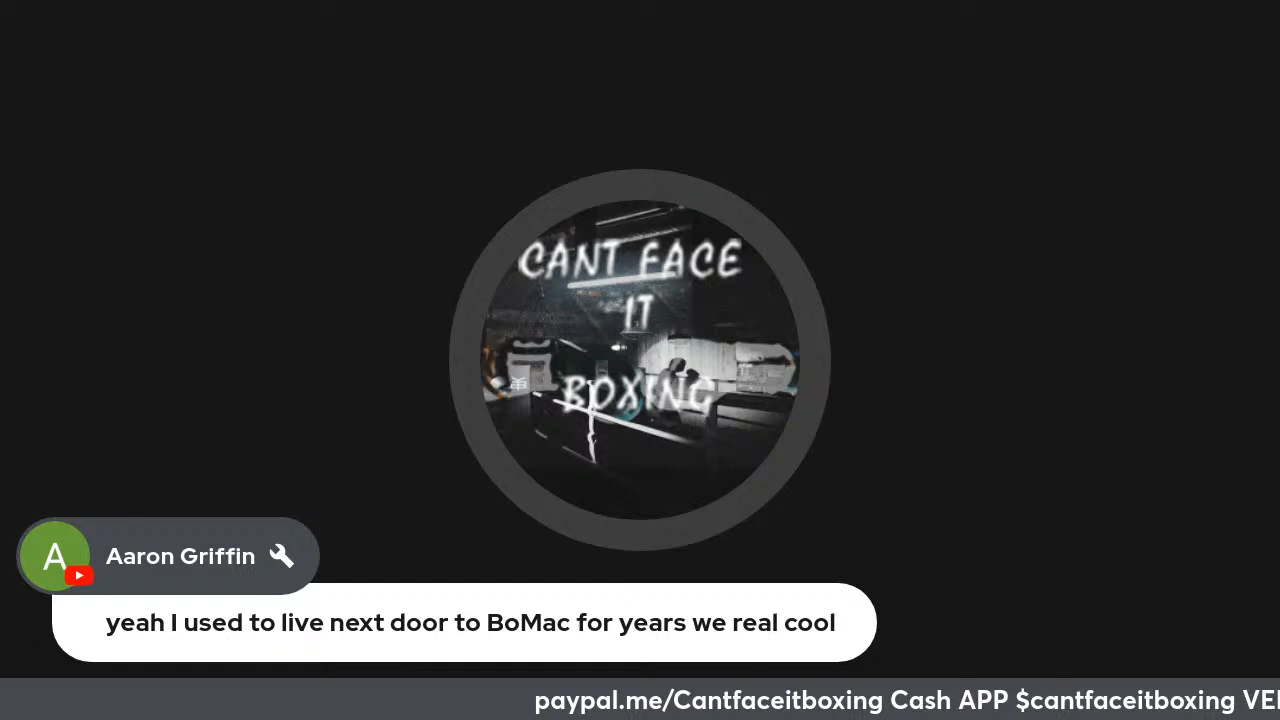 CANT FACE
IT
BOXING
A
Aaron Griffin
yeah I used to live next door to BoMac for years we real cool
paypal.me/Cantfaceitboxing Cash APP $cantfaceitboxing VE